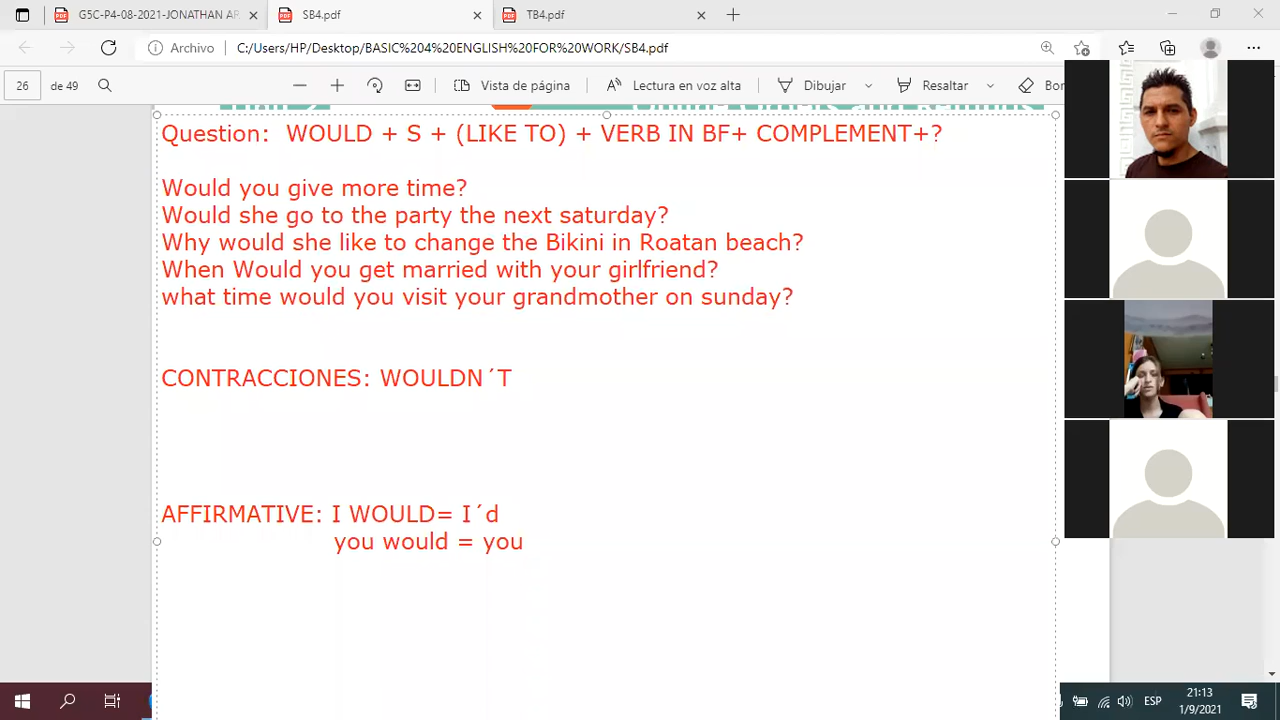 G5C-P4-08-2021-JONATHAN AR
SB4.pdf
TB4.pdf
Archivo
C:/Users/HP/Desktop/BASIC%204%20ENGLISH%20FOR%20WORK/SB4.pdf
26 de 49
Vista de página
Lectura en voz alta
Dibujar
Resaltar
Bor
Question: WOULD + S + (LIKE TO) + VERB IN BF+ COMPLEMENT+?
Would you give more time?
Would she go to the party the next saturday?
Why would she like to change the Bikini in Roatan beach?
When Would you get married with your girlfriend?
what time would you visit your grandmother on sunday?
CONTRACCIONES: WOULDN´T
AFFIRMATIVE: I WOULD= I´d
you would = you
ESP
21:13
1/9/2021